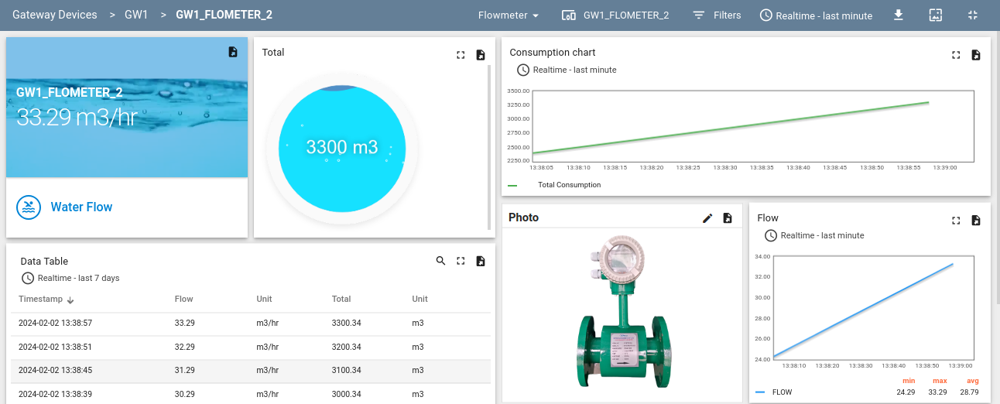 Gateway Devices > GW1 > GW1_FLOMETER_2
Flowmeter GW1_FLOMETER_2 Filters Realtime - last minute
GW1_FLOMETER_2
33.29 m3/hr
Water Flow
Total
3300 m3
Consumption chart
Realtime - last minute
3500.00
3250.00
3000.00
2750.00
2500.00
2250.00
13:38:05 13:38:10 13:38:15 13:38:20 13:38:25 13:38:30 13:38:35 13:38:40 13:38:45 13:38:50 13:38:55 13:39:00
Total Consumption
Data Table
Realtime - last 7 days
Timestamp Flow Unit Total Unit
2024-02-02 13:38:57 33.29 m3/hr 3300.34 m3
2024-02-02 13:38:51 32.29 m3/hr 3200.34 m3
2024-02-02 13:38:45 31.29 m3/hr 3100.34 m3
2024-02-02 13:38:39 30.29 m3/hr 3000.34 m3
Photo
Flow
Realtime - last minute
34.00
32.00
30.00
28.00
26.00
24.00
13:38:10 13:38:20 13:38:30 13:38:40 13:38:50 13:39:00
min max avg
FLOW 24.29 33.29 28.79